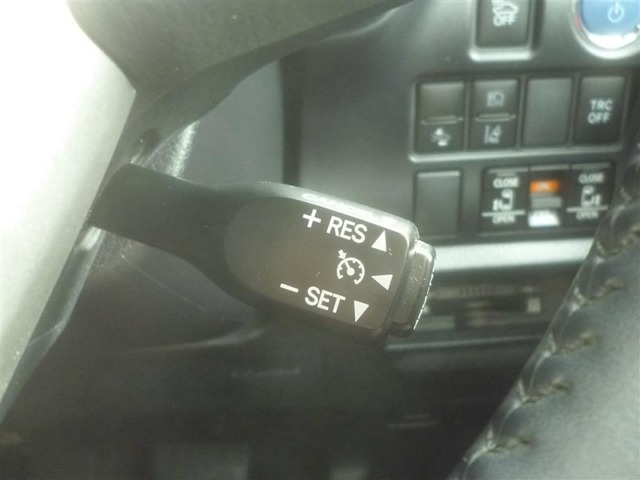 OFF
TRC
OFF
CLOSE
CLOSE
OPEN
OPEN
+ RES ▲
◀
- SET ▼